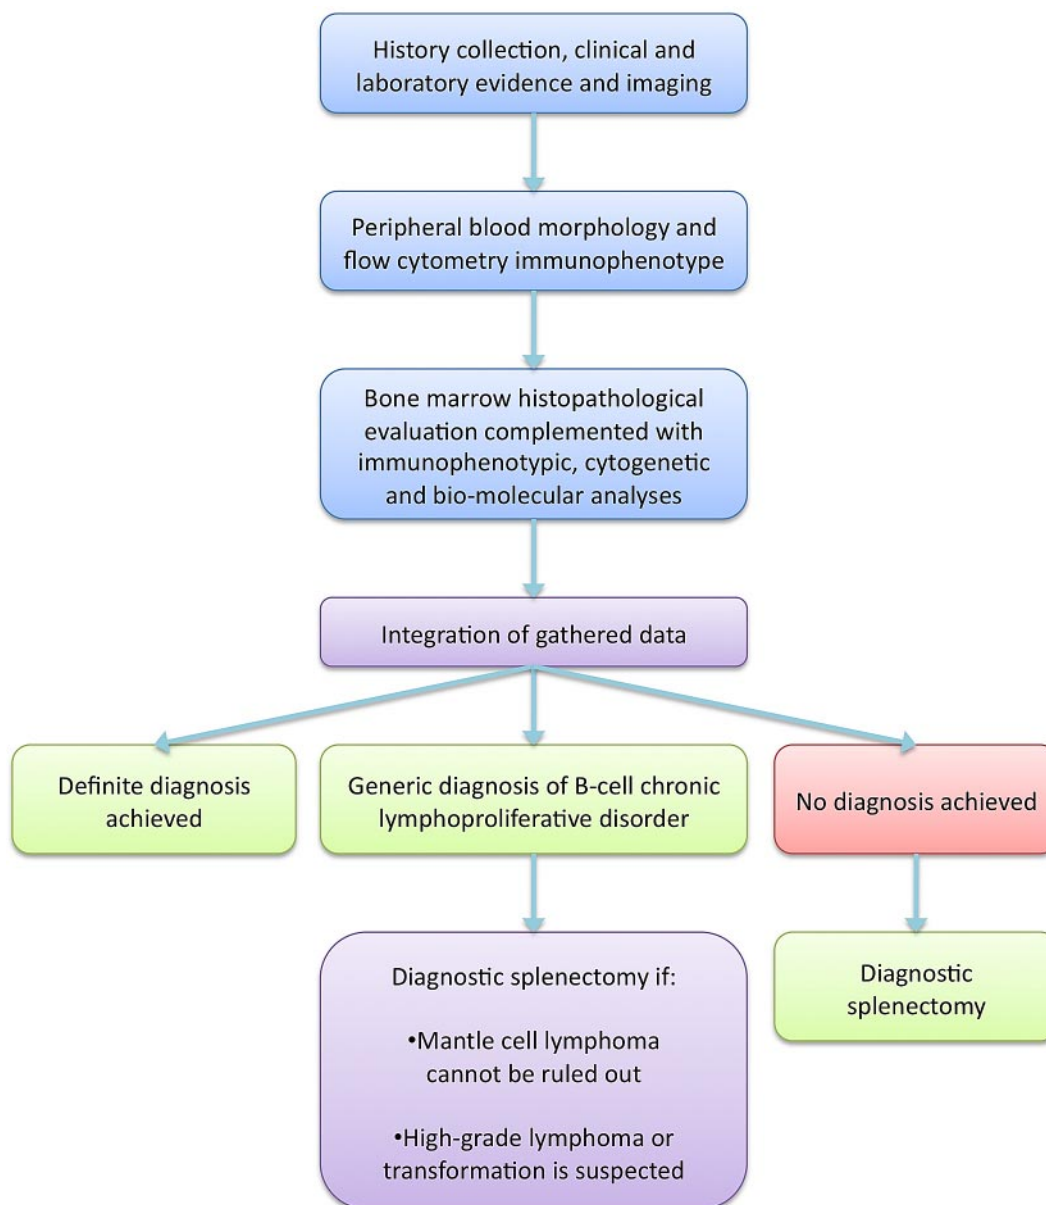 History collection, clinical and
laboratory evidence and imaging
Peripheral blood morphology and
flow cytometry immunophenotype
Bone marrow histopathological
evaluation complemented with
immunophenotypic, cytogenetic
and bio-molecular analyses
Integration of gathered data
Definite diagnosis
achieved
Generic diagnosis of B-cell chronic
lymphoproliferative disorder
No diagnosis achieved
Diagnostic splenectomy if:
•Mantle cell lymphoma
cannot be ruled out
•High-grade lymphoma or
transformation is suspected
Diagnostic
splenectomy